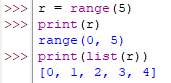 >>> r = range(5)
>>> print(r)
range(0, 5)
>>> print(list(r))
[0, 1, 2, 3, 4]